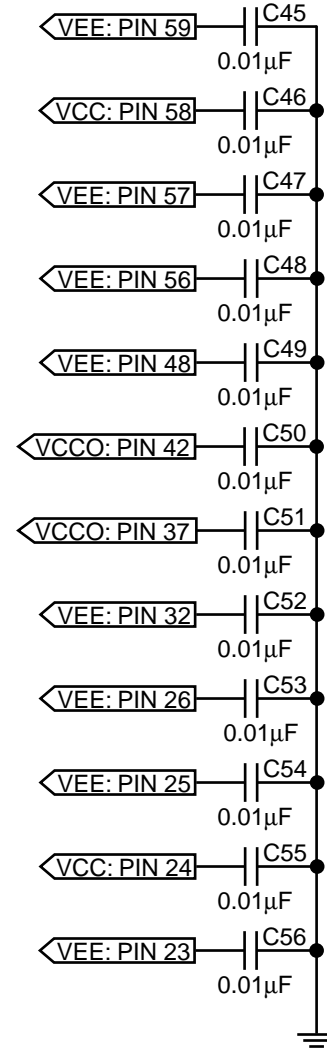 VEE: PIN 59 C45
0.01μF
VCC: PIN 58 C46
0.01μF
VEE: PIN 57 C47
0.01μF
VEE: PIN 56 C48
0.01μF
VEE: PIN 48 C49
0.01μF
VCCO: PIN 42 C50
0.01μF
VCCO: PIN 37 C51
0.01μF
VEE: PIN 32 C52
0.01μF
VEE: PIN 26 C53
0.01μF
VEE: PIN 25 C54
0.01μF
VCC: PIN 24 C55
0.01μF
VEE: PIN 23 C56
0.01μF